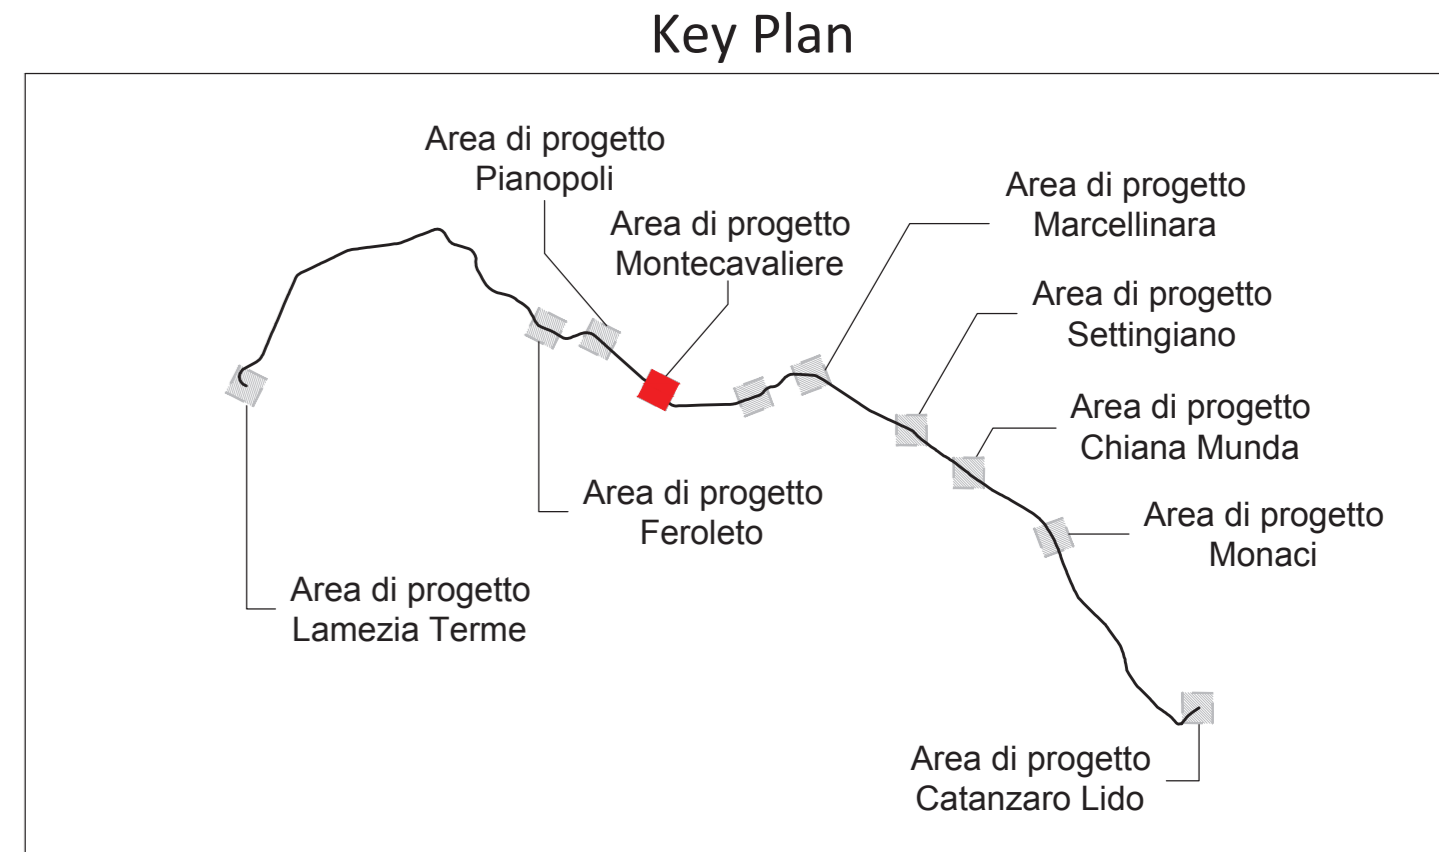 Key Plan
Area di progetto
Pianopoli
Area di progetto
Montecavaliere
Area di progetto
Marcellinara
Area di progetto
Settingiano
Area di progetto
Chiana Munda
Area di progetto
Feroleto
Area di progetto
Monaci
Area di progetto
Lamezia Terme
Area di progetto
Catanzaro Lido